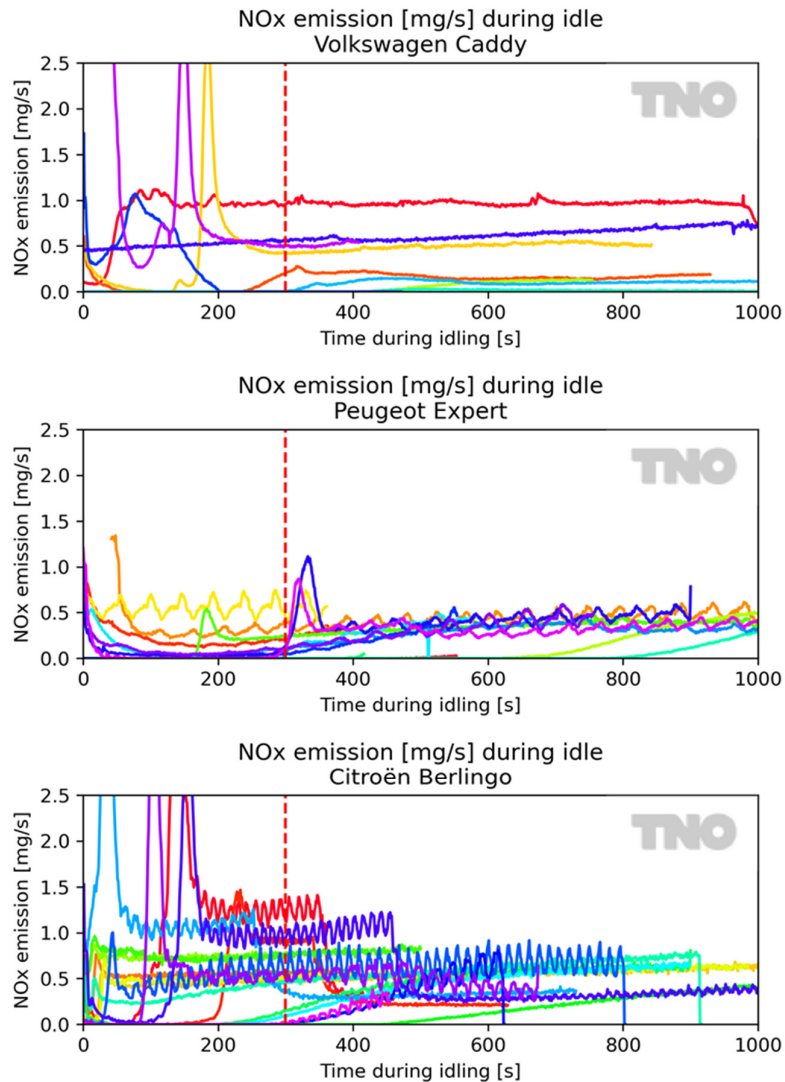 NOx emission [mg/s] during idle
Volkswagen Caddy
NOx emission [mg/s]
2.5
2.0
1.5
1.0
0.5
0.0
TNO
0 200 400 600 800 1000
Time during idling [s]
NOx emission [mg/s] during idle
Peugeot Expert
NOx emission [mg/s]
2.5
2.0
1.5
1.0
0.5
0.0
TNO
0 200 400 600 800 1000
Time during idling [s]
NOx emission [mg/s] during idle
Citroën Berlingo
NOx emission [mg/s]
2.5
2.0
1.5
1.0
0.5
0.0
TNO
0 200 400 600 800 1000
Time during idling [s]